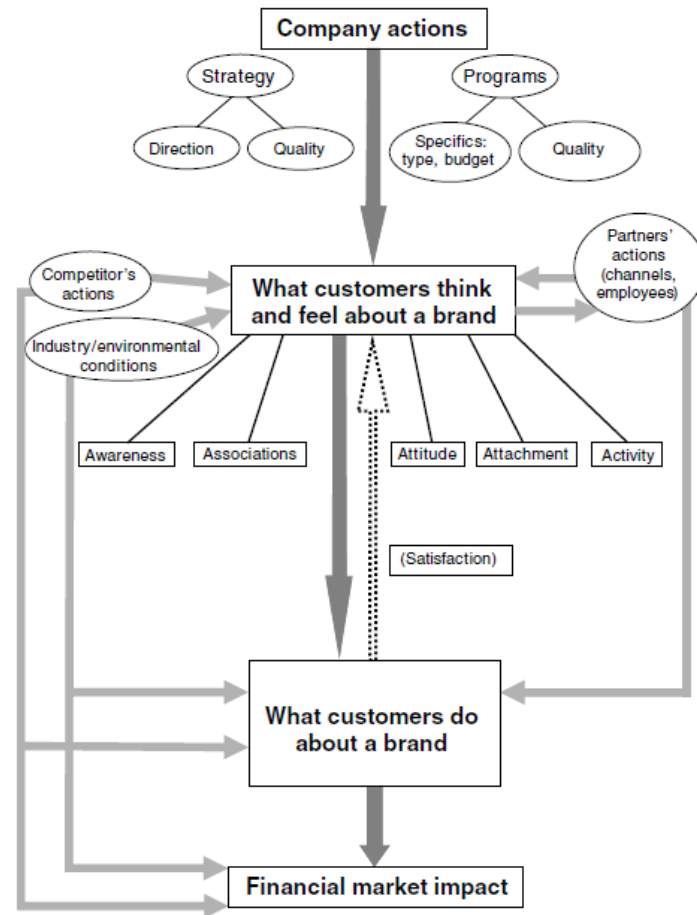 Company actions
Strategy
Programs
Direction
Quality
Specifics:
type, budget
Quality
Competitor's
actions
Partners'
actions
(channels,
employees)
What customers think
and feel about a brand
Industry/environmental
conditions
Awareness
Associations
Attitude
Attachment
Activity
(Satisfaction)
What customers do
about a brand
Financial market impact